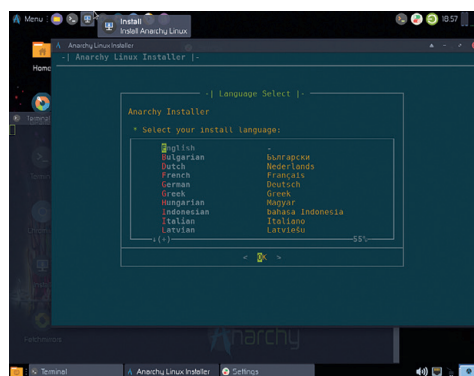 Menu
Install
Install Anarchy Linux
18:57
Anarchy Linux Installer
-| Anarchy Linux Installer |-
Home
-| Language Select |-
Anarchy Installer
* Select your install language:
English -
Bulgarian Български
Dutch Nederlands
French Français
German Deutsch
Greek Greek
Hungarian Magyar
Indonesian bahasa Indonesia
Italian Italiano
Latvian Latviešu
↓(+) 55%
< OK >
Anarchy
Terminal
Anarchy Linux Installer
Settings